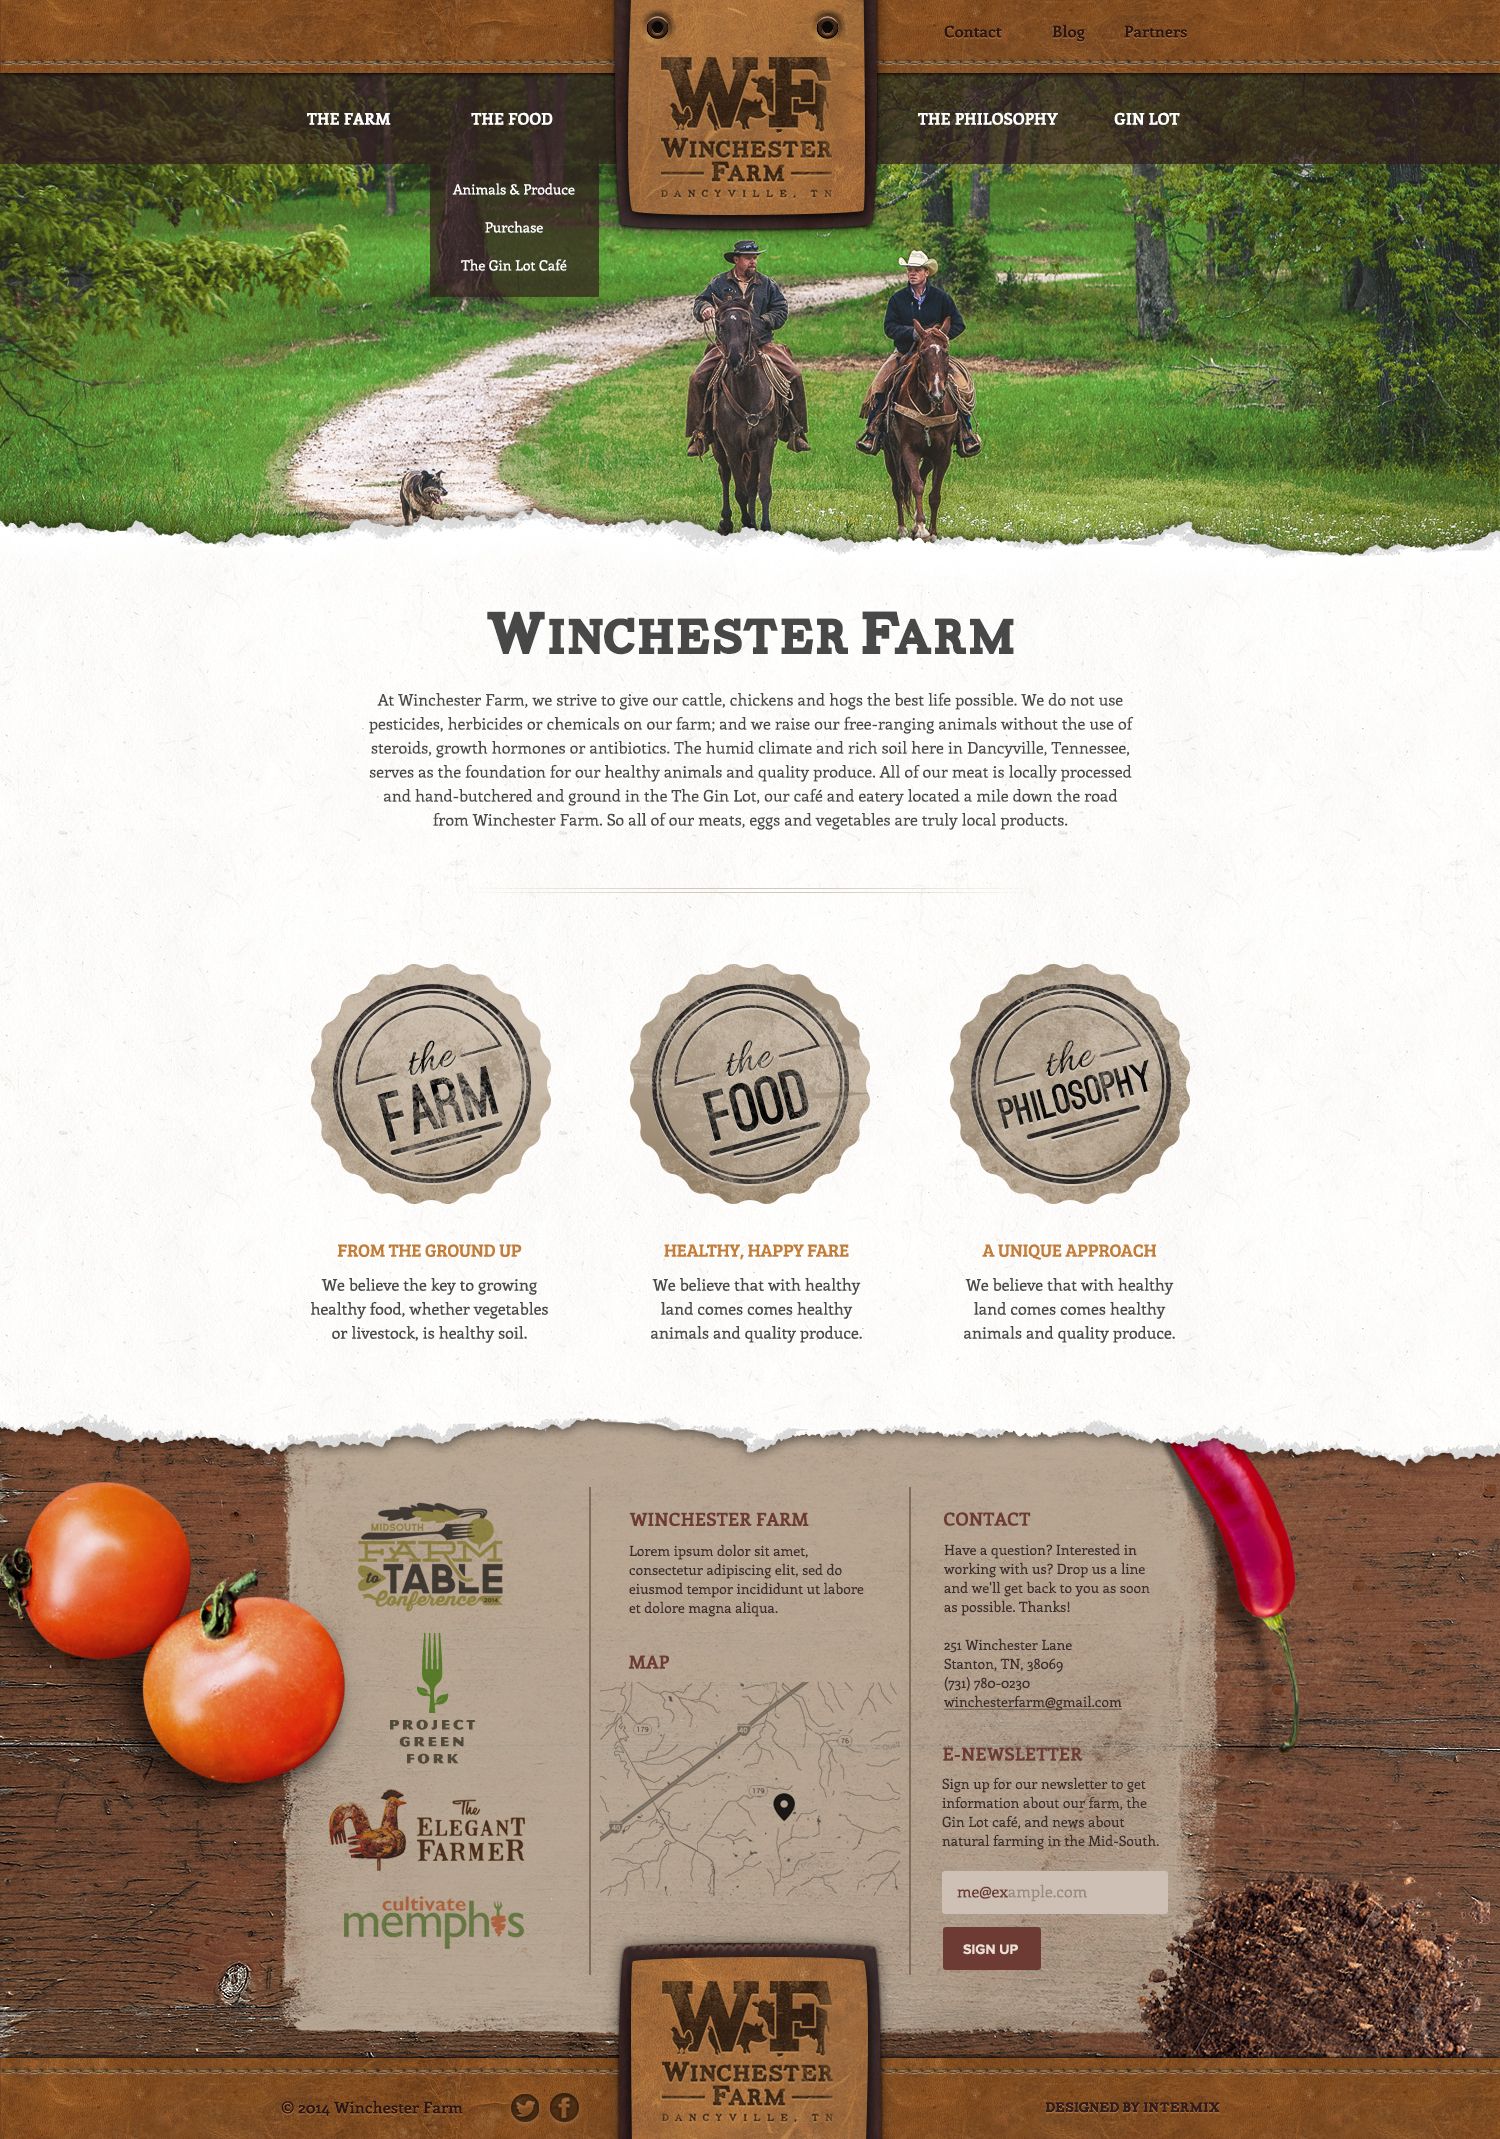 Contact Blog Partners
WF
WINCHESTER
FARM
DANCYVILLE, TN
THE FARM THE FOOD THE PHILOSOPHY GIN LOT
Animals & Produce
Purchase
The Gin Lot Café
WINCHESTER FARM
At Winchester Farm, we strive to give our cattle, chickens and hogs the best life possible. We do not use
pesticides, herbicides or chemicals on our farm; and we raise our free-ranging animals without the use of
steroids, growth hormones or antibiotics. The humid climate and rich soil here in Dancyville, Tennessee,
serves as the foundation for our healthy animals and quality produce. All of our meat is locally processed
and hand-butchered and ground in the The Gin Lot, our café and eatery located a mile down the road
from Winchester Farm. So all of our meats, eggs and vegetables are truly local products.
the
FARM
the
FOOD
the
PHILOSOPHY
FROM THE GROUND UP
We believe the key to growing
healthy food, whether vegetables
or livestock, is healthy soil.
HEALTHY, HAPPY FARE
We believe that with healthy
land comes comes healthy
animals and quality produce.
A UNIQUE APPROACH
We believe that with healthy
land comes comes healthy
animals and quality produce.
MIDSOUTH
FARM
to TABLE
Conference 2014
PROJECT
GREEN
FORK
The
ELEGANT
FARMER
cultivate
memphis
WINCHESTER FARM
Lorem ipsum dolor sit amet,
consectetur adipiscing elit, sed do
eiusmod tempor incididunt ut labore
et dolore magna aliqua.
MAP
179
40
76
179
40
CONTACT
Have a question? Interested in
working with us? Drop us a line
and we'll get back to you as soon
as possible. Thanks!
251 Winchester Lane
Stanton, TN, 38069
(731) 780-0230
winchesterfarm@gmail.com
E-NEWSLETTER
Sign up for our newsletter to get
information about our farm, the
Gin Lot café, and news about
natural farming in the Mid-South.
me@example.com
SIGN UP
WF
WINCHESTER
FARM
DANCYVILLE, TN
© 2014 Winchester Farm
DESIGNED BY INTERMIX